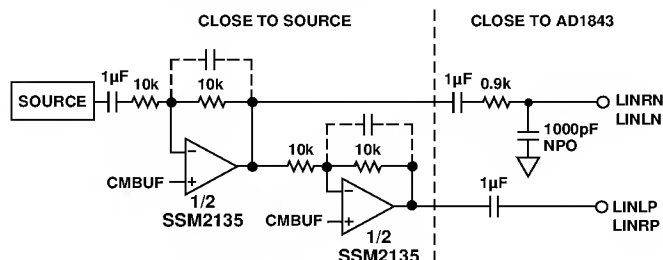 CLOSE TO SOURCE
CLOSE TO AD1843
1µF
10k
10k
1µF
0.9k
SOURCE
LINRN
LINLN
1000pF
NPO
10k
10k
CMBUF
1/2
SSM2135
1µF
CMBUF
LINLP
LINRP
1/2
SSM2135